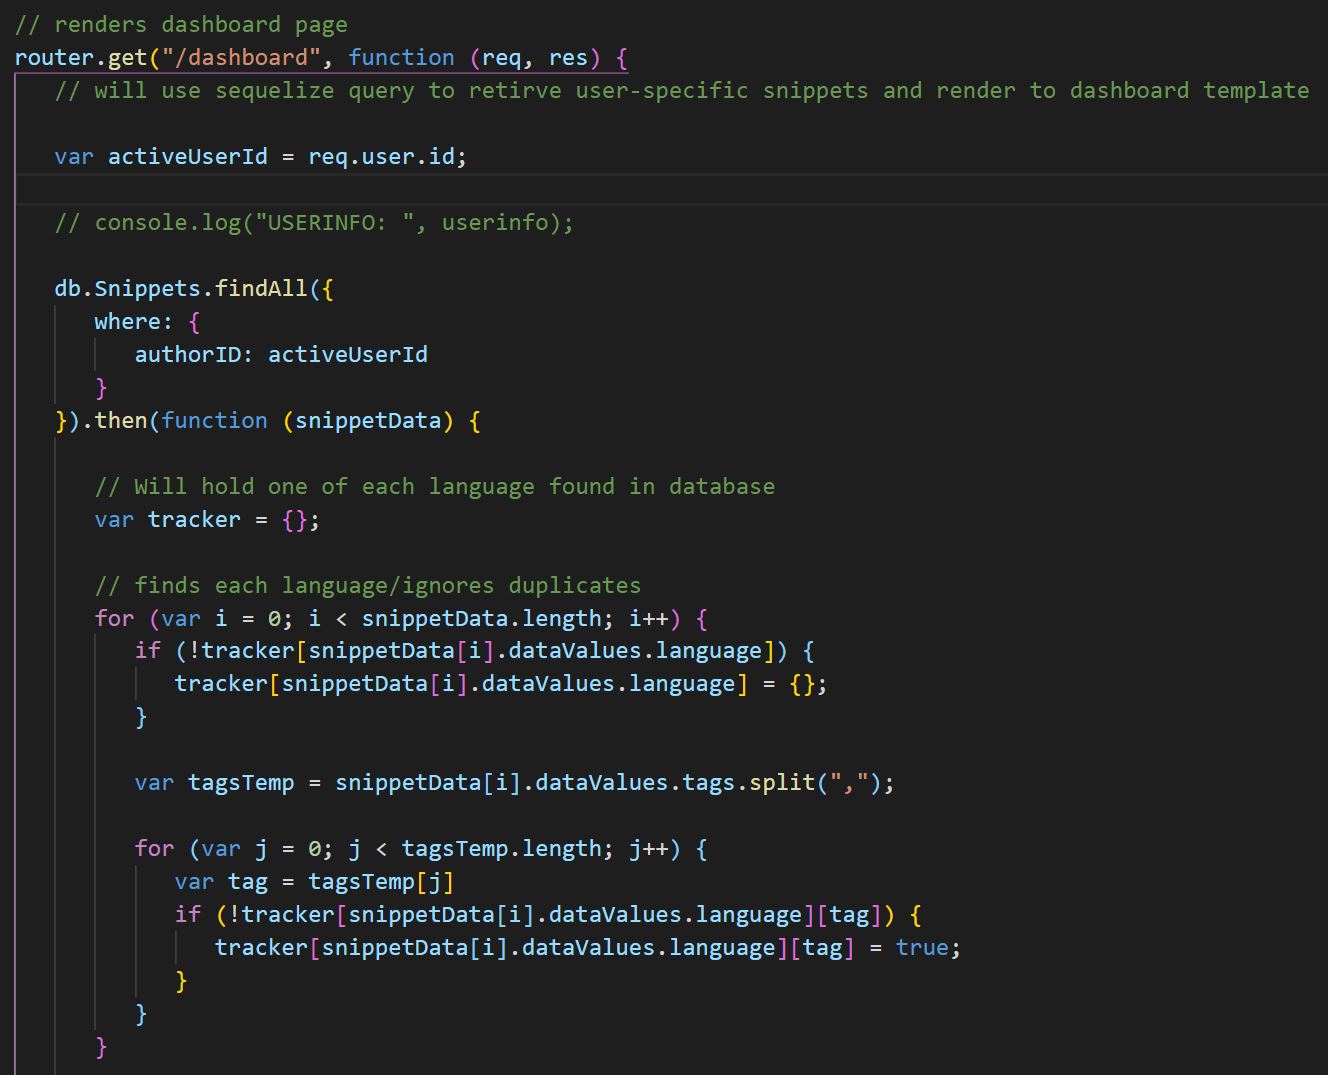 // renders dashboard page
router.get("/dashboard", function (req, res) {
// will use sequelize query to retirve user-specific snippets and render to dashboard template
var activeUserId = req.user.id;
// console.log("USERINFO: ", userinfo);
db.Snippets.findAll({
where: {
authorID: activeUserId
}
}).then(function (snippetData) {
// Will hold one of each language found in database
var tracker = {};
// finds each language/ignores duplicates
for (var i = 0; i < snippetData.length; i++) {
if (!tracker[snippetData[i].dataValues.language]) {
tracker[snippetData[i].dataValues.language] = {};
}
var tagsTemp = snippetData[i].dataValues.tags.split(",");
for (var j = 0; j < tagsTemp.length; j++) {
var tag = tagsTemp[j]
if (!tracker[snippetData[i].dataValues.language][tag]) {
tracker[snippetData[i].dataValues.language][tag] = true;
}
}
}